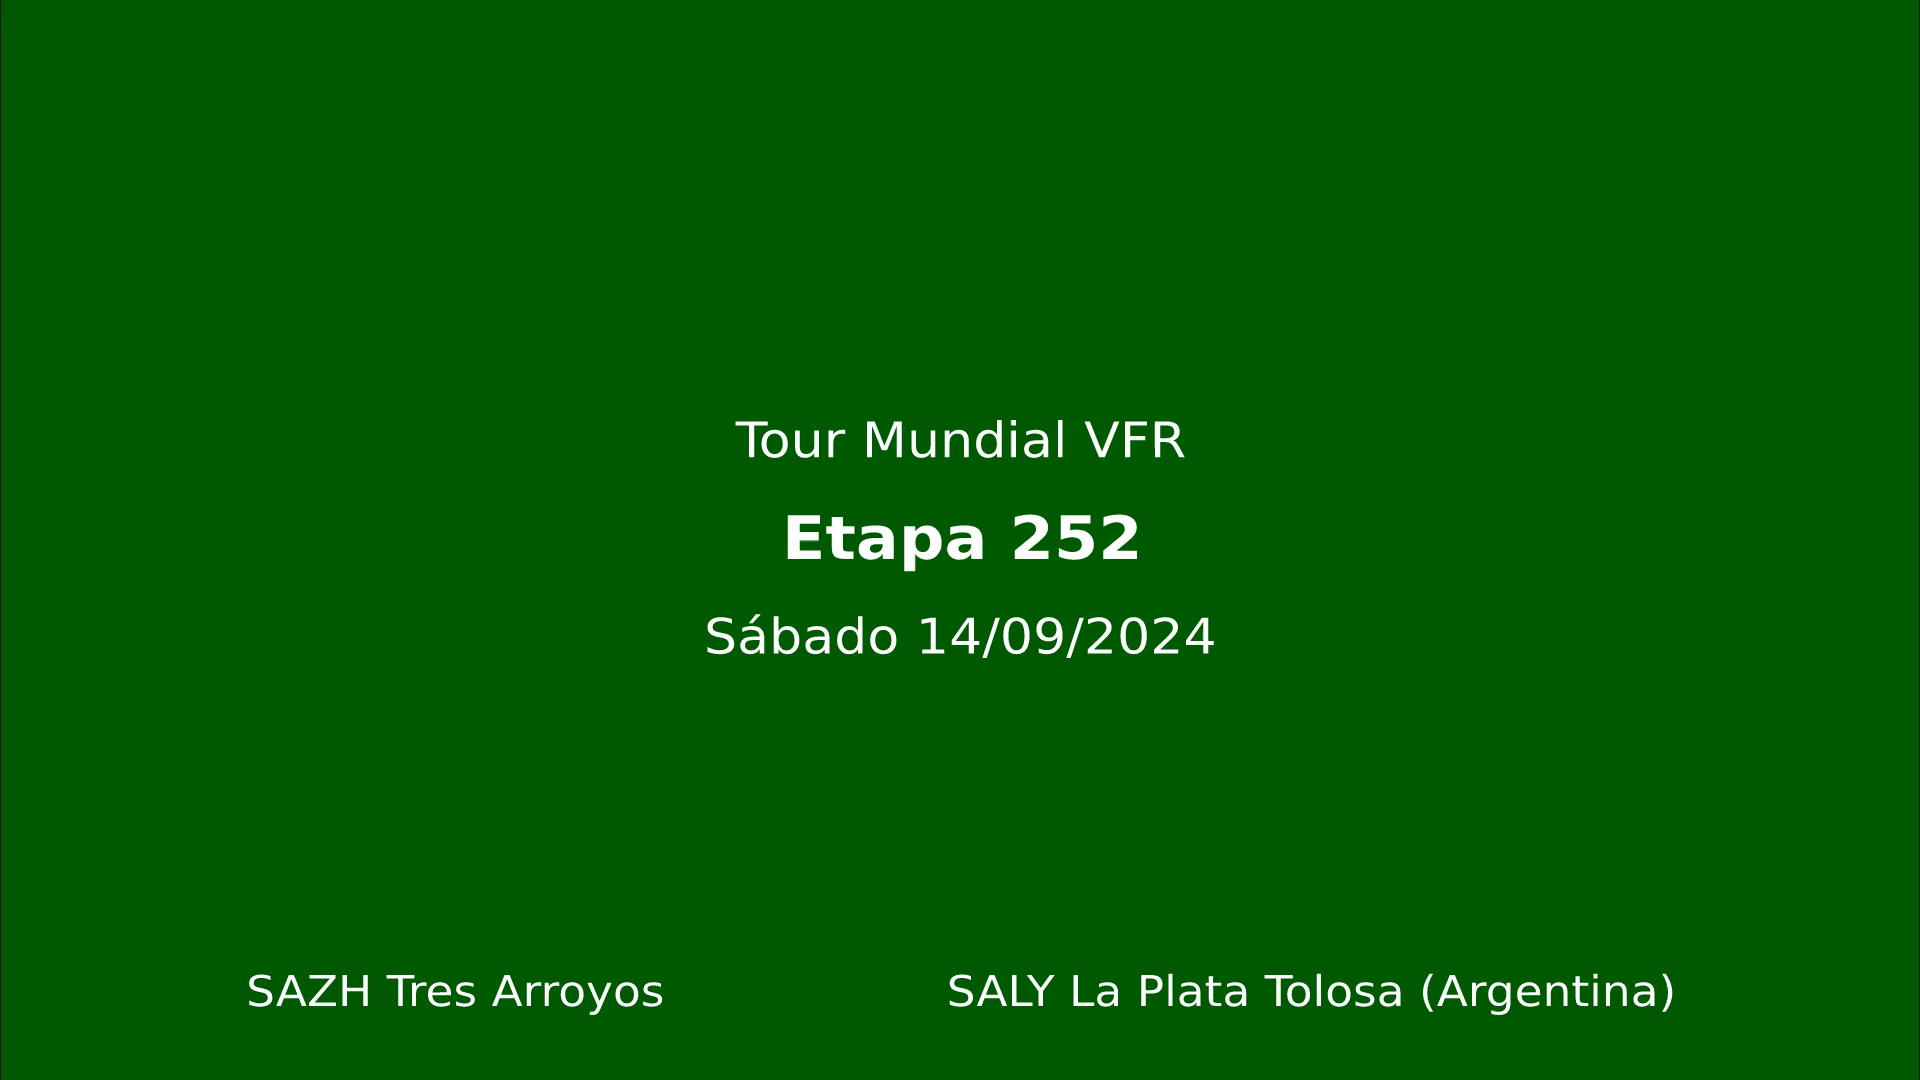 Tour Mundial VFR
Etapa 252
Sábado 14/09/2024
SAZH Tres Arroyos
SALY La Plata Tolosa (Argentina)